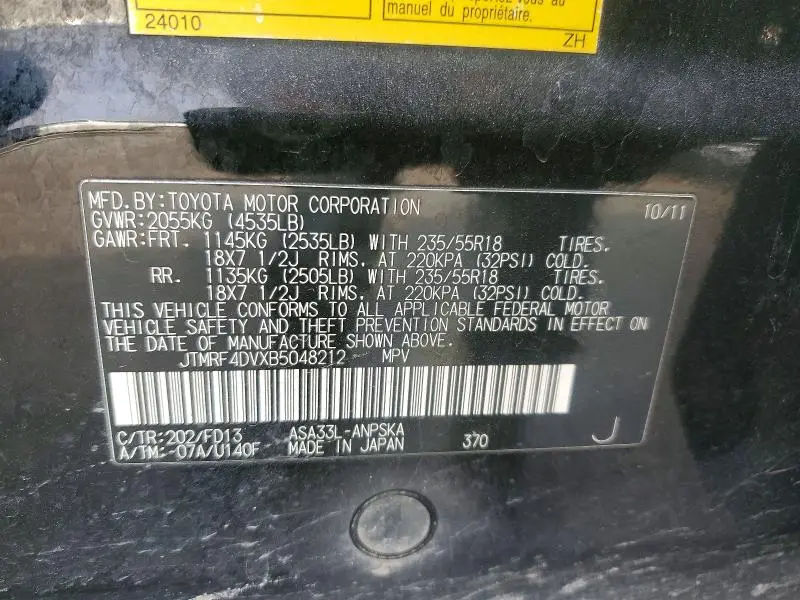 manuel du propriétaire.
24010 ZH
MFD.BY:TOYOTA MOTOR CORPORATION 10/11
GVWR:2055KG (4535LB)
GAWR:FRT. 1145KG (2535LB) WITH 235/55R18 TIRES.
18X7 1/2J RIMS. AT 220KPA (32PSI) COLD.
RR. 1135KG (2505LB) WITH 235/55R18 TIRES.
18X7 1/2J RIMS. AT 220KPA (32PSI) COLD.
THIS VEHICLE CONFORMS TO ALL APPLICABLE FEDERAL MOTOR
VEHICLE SAFETY AND THEFT PREVENTION STANDARDS IN EFFECT ON
THE DATE OF MANUFACTURE SHOWN ABOVE.
JTMRF4DVXB5048212 MPV
C/TR:202/FD13 ASA33L-ANPSKA
A/TM:-07A/U140F MADE IN JAPAN 370 J